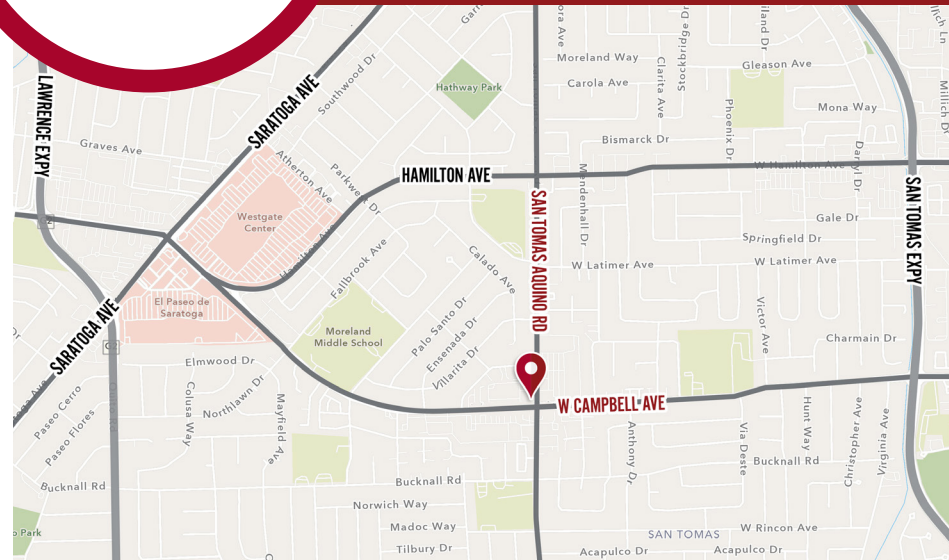 Moreland Way
Gleason Ave
Carola Ave
Clarita Ave
Stockbridge Dr
Hathway Park
Southwood Dr
SARATOGA AVE
LAWRENCE EXPY
Graves Ave
Phoenix Dr
Mona Way
Bismarck Dr
Darryl Dr
W Hamilton Ave
HAMILTON AVE
Atherton Ave
Parkwest Dr
Westgate
Center
Hamilton Ave
Mendenhall Dr
SAN TOMAS AQUINO RD
SAN TOMAS EXPY
Gale Dr
Springfield Dr
W Latimer Ave
W Latimer Ave
Calado Ave
Fallbrook Ave
El Paseo de
Saratoga
SARATOGA AVE
Moreland
Middle School
Palo Santo Dr
Ensenada Dr
Villarita Dr
Victor Ave
Charmain Dr
Elmwood Dr
Northlawn Dr
Colusa Way
Mayfield Ave
Paseo Cerro
Paseo Flores
W CAMPBELL AVE
Anthony Dr
Via Deste
Hunt Way
Christopher Ave
Virginia Ave
Bucknall Rd
Bucknall Rd
Bucknall Rd
Norwich Way
Madoc Way
Tilbury Dr
SAN TOMAS
W Rincon Ave
Acapulco Dr
Acapulco Dr
Park